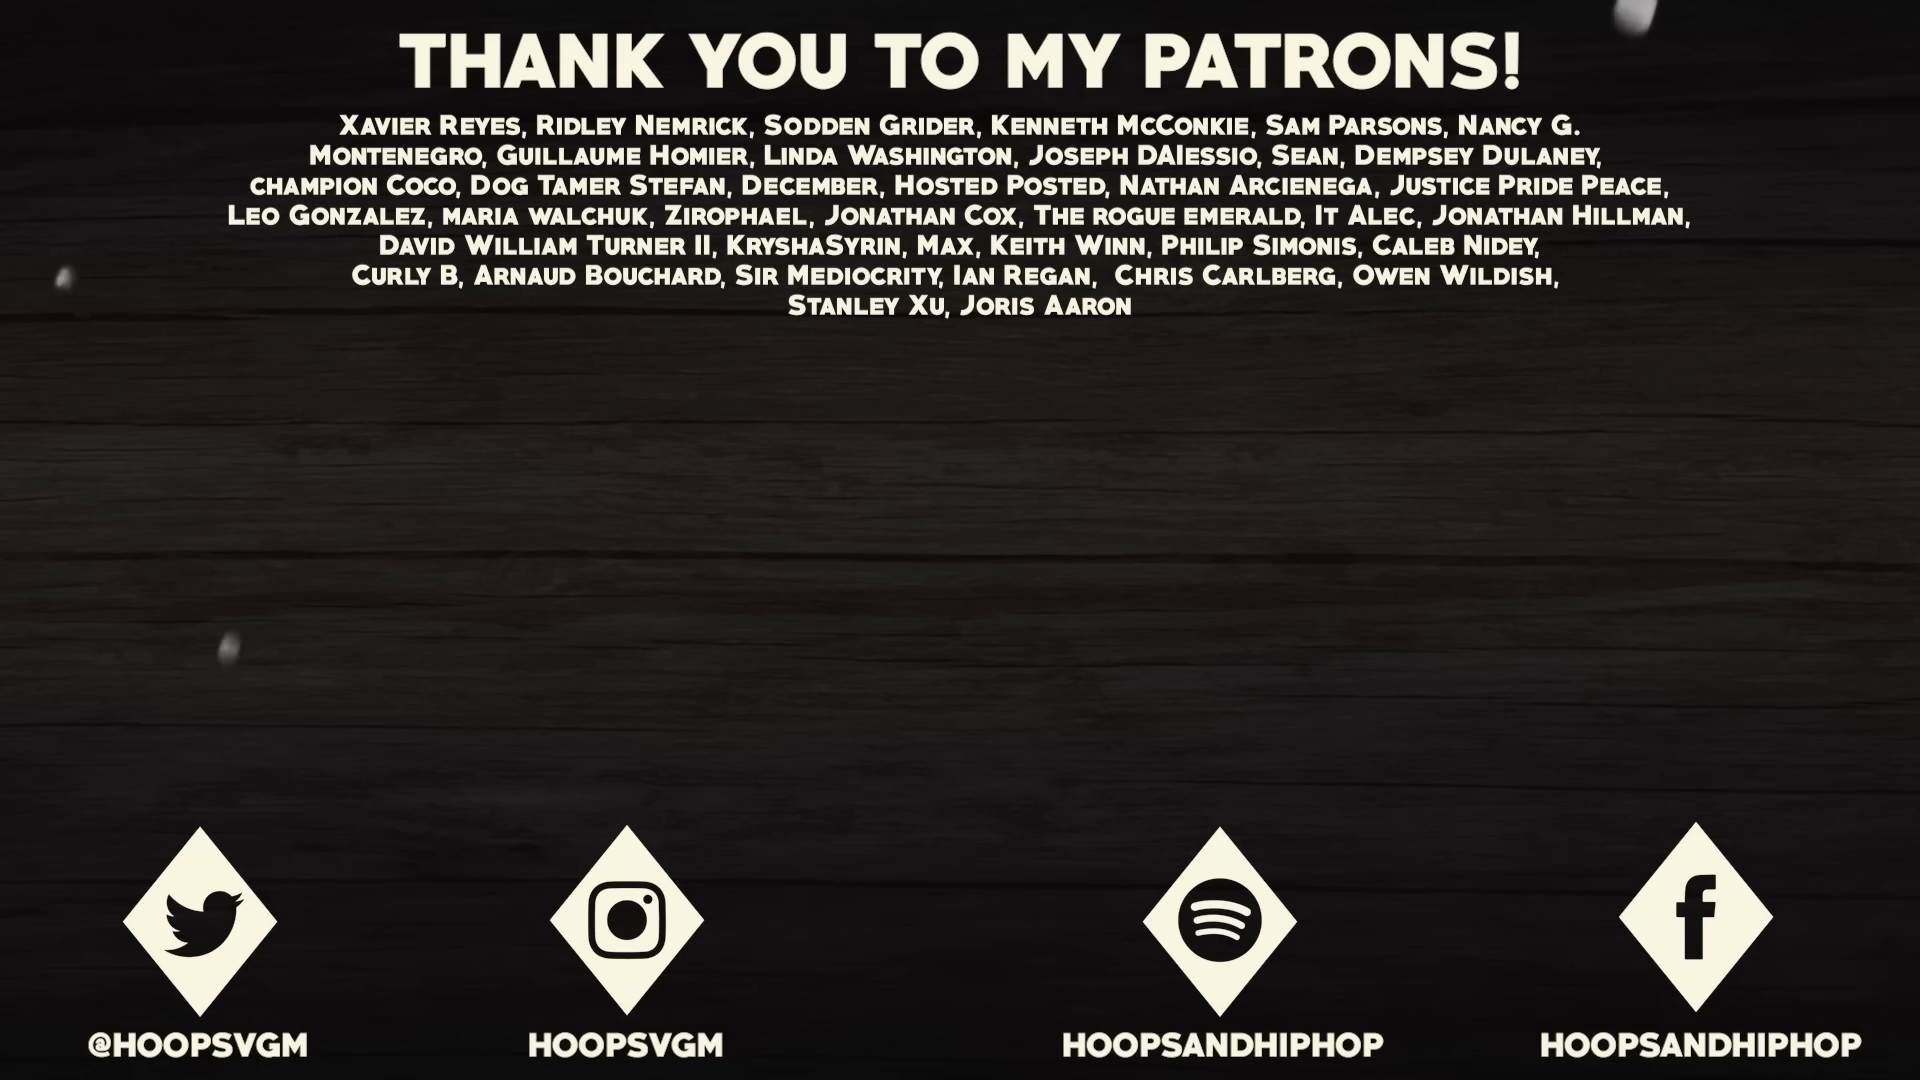 THANK YOU TO MY PATRONS!
Xavier Reyes, Ridley Nemrick, Sodden Grider, Kenneth McConkie, Sam Parsons, Nancy G.
Montenegro, Guillaume Homier, Linda Washington, Joseph DAlessio, Sean, Dempsey Dulaney,
champion Coco, Dog Tamer Stefan, December, Hosted Posted, Nathan Arcienega, Justice Pride Peace,
Leo Gonzalez, maria walchuk, Zirophael, Jonathan Cox, The rogue emerald, It Alec, Jonathan Hillman,
David William Turner II, KryshaSyrin, Max, Keith Winn, Philip Simonis, Caleb Nidey,
Curly B, Arnaud Bouchard, Sir Mediocrity, Ian Regan, Chris Carlberg, Owen Wildish,
Stanley Xu, Joris Aaron
@HOOPSVGM
HOOPSVGM
HOOPSANDHIPHOP
HOOPSANDHIPHOP